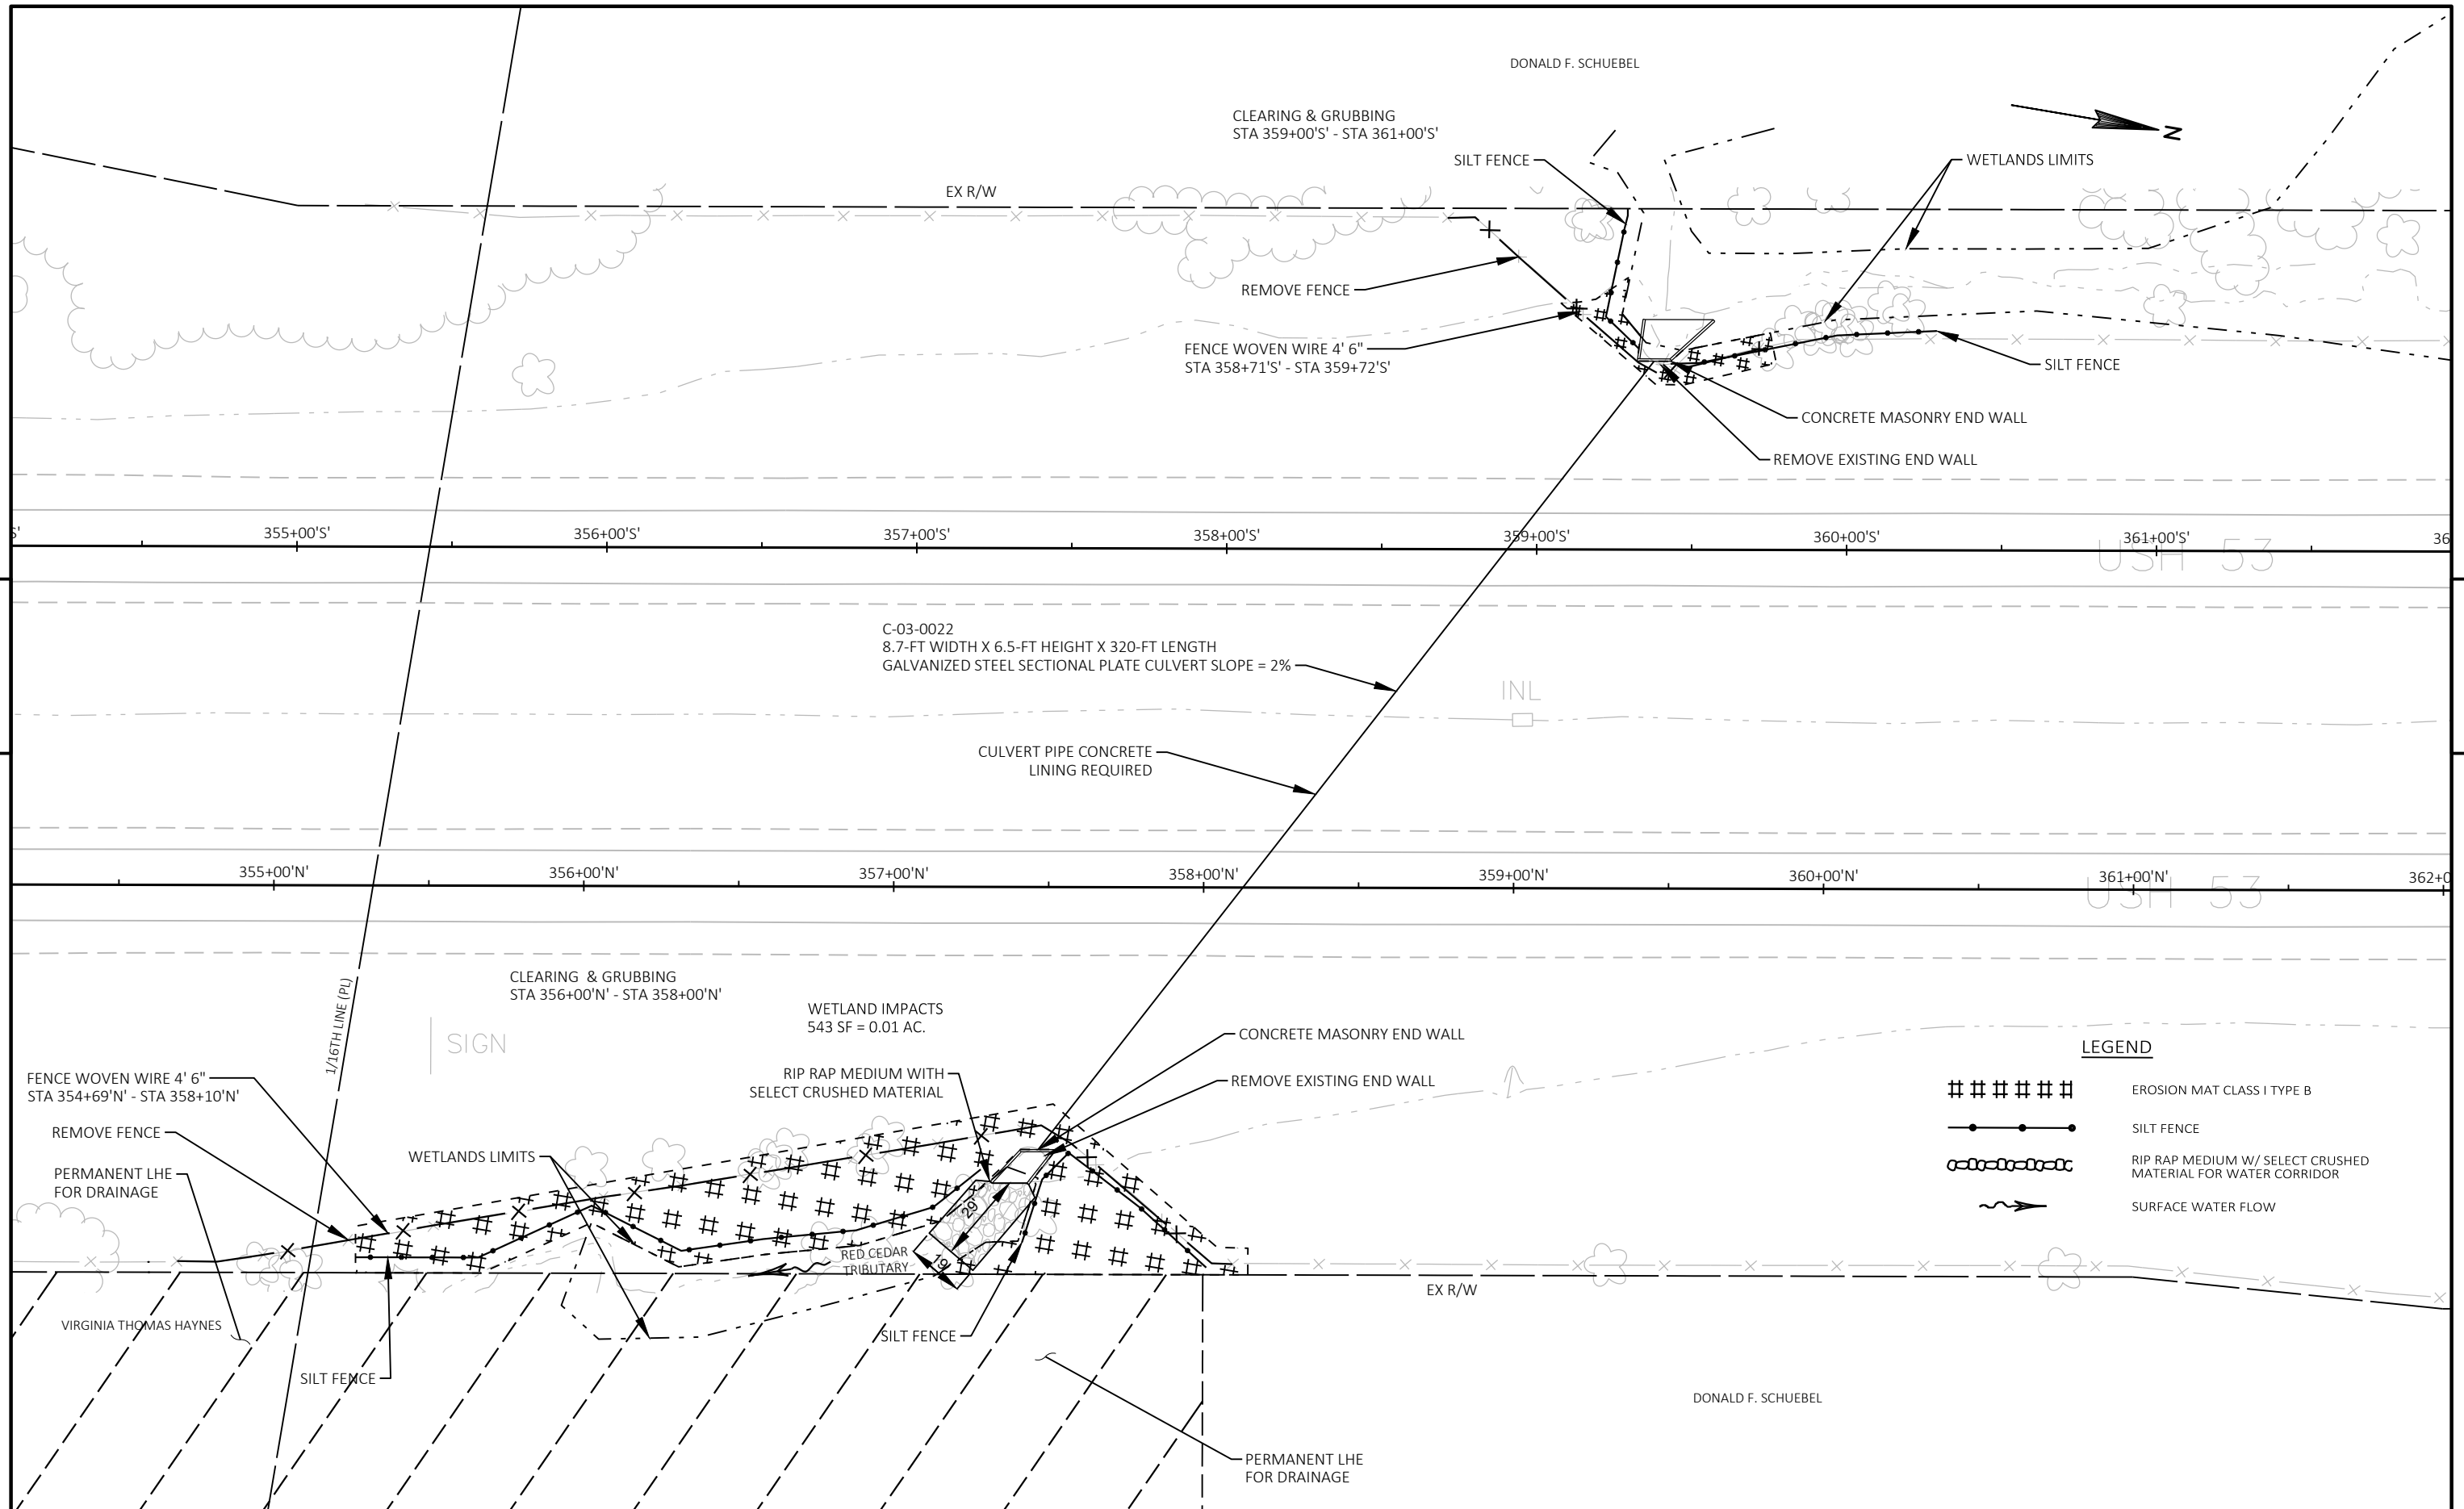 DONALD F. SCHUEBEL
CLEARING & GRUBBING
STA 359+00'S' - STA 361+00'S'
N
SILT FENCE
WETLANDS LIMITS
EX R/W
REMOVE FENCE
FENCE WOVEN WIRE 4' 6"
STA 358+71'S' - STA 359+72'S'
SILT FENCE
CONCRETE MASONRY END WALL
REMOVE EXISTING END WALL
S'
355+00'S'
356+00'S'
357+00'S'
358+00'S'
359+00'S'
360+00'S'
361+00'S'
36
USH 53
C-03-0022
8.7-FT WIDTH X 6.5-FT HEIGHT X 320-FT LENGTH
GALVANIZED STEEL SECTIONAL PLATE CULVERT SLOPE = 2%
INL
CULVERT PIPE CONCRETE
LINING REQUIRED
355+00'N'
356+00'N'
357+00'N'
358+00'N'
359+00'N'
360+00'N'
361+00'N'
362+0
USH 53
CLEARING & GRUBBING
STA 356+00'N' - STA 358+00'N'
WETLAND IMPACTS
543 SF = 0.01 AC.
1/16TH LINE (PL)
SIGN
CONCRETE MASONRY END WALL
RIP RAP MEDIUM WITH
SELECT CRUSHED MATERIAL
REMOVE EXISTING END WALL
FENCE WOVEN WIRE 4' 6"
STA 354+69'N' - STA 358+10'N'
REMOVE FENCE
WETLANDS LIMITS
PERMANENT LHE
FOR DRAINAGE
29'
19'
RED CEDAR
TRIBUTARY
EX R/W
VIRGINIA THOMAS HAYNES
SILT FENCE
SILT FENCE
DONALD F. SCHUEBEL
PERMANENT LHE
FOR DRAINAGE
LEGEND
EROSION MAT CLASS I TYPE B
SILT FENCE
RIP RAP MEDIUM W/ SELECT CRUSHED
MATERIAL FOR WATER CORRIDOR
SURFACE WATER FLOW